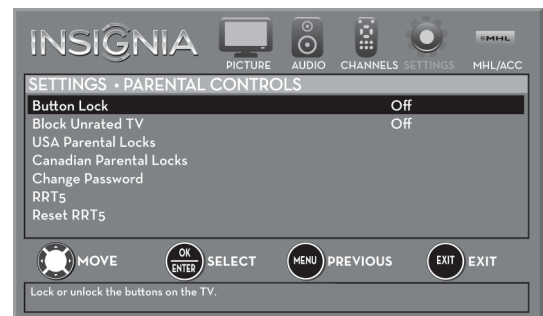 INSIGNIA
PICTURE AUDIO CHANNELS SETTINGS MHL/ACC
MHL
SETTINGS • PARENTAL CONTROLS
Button Lock Off
Block Unrated TV Off
USA Parental Locks
Canadian Parental Locks
Change Password
RRT5
Reset RRT5
MOVE OK ENTER SELECT MENU PREVIOUS EXIT EXIT
Lock or unlock the buttons on the TV.